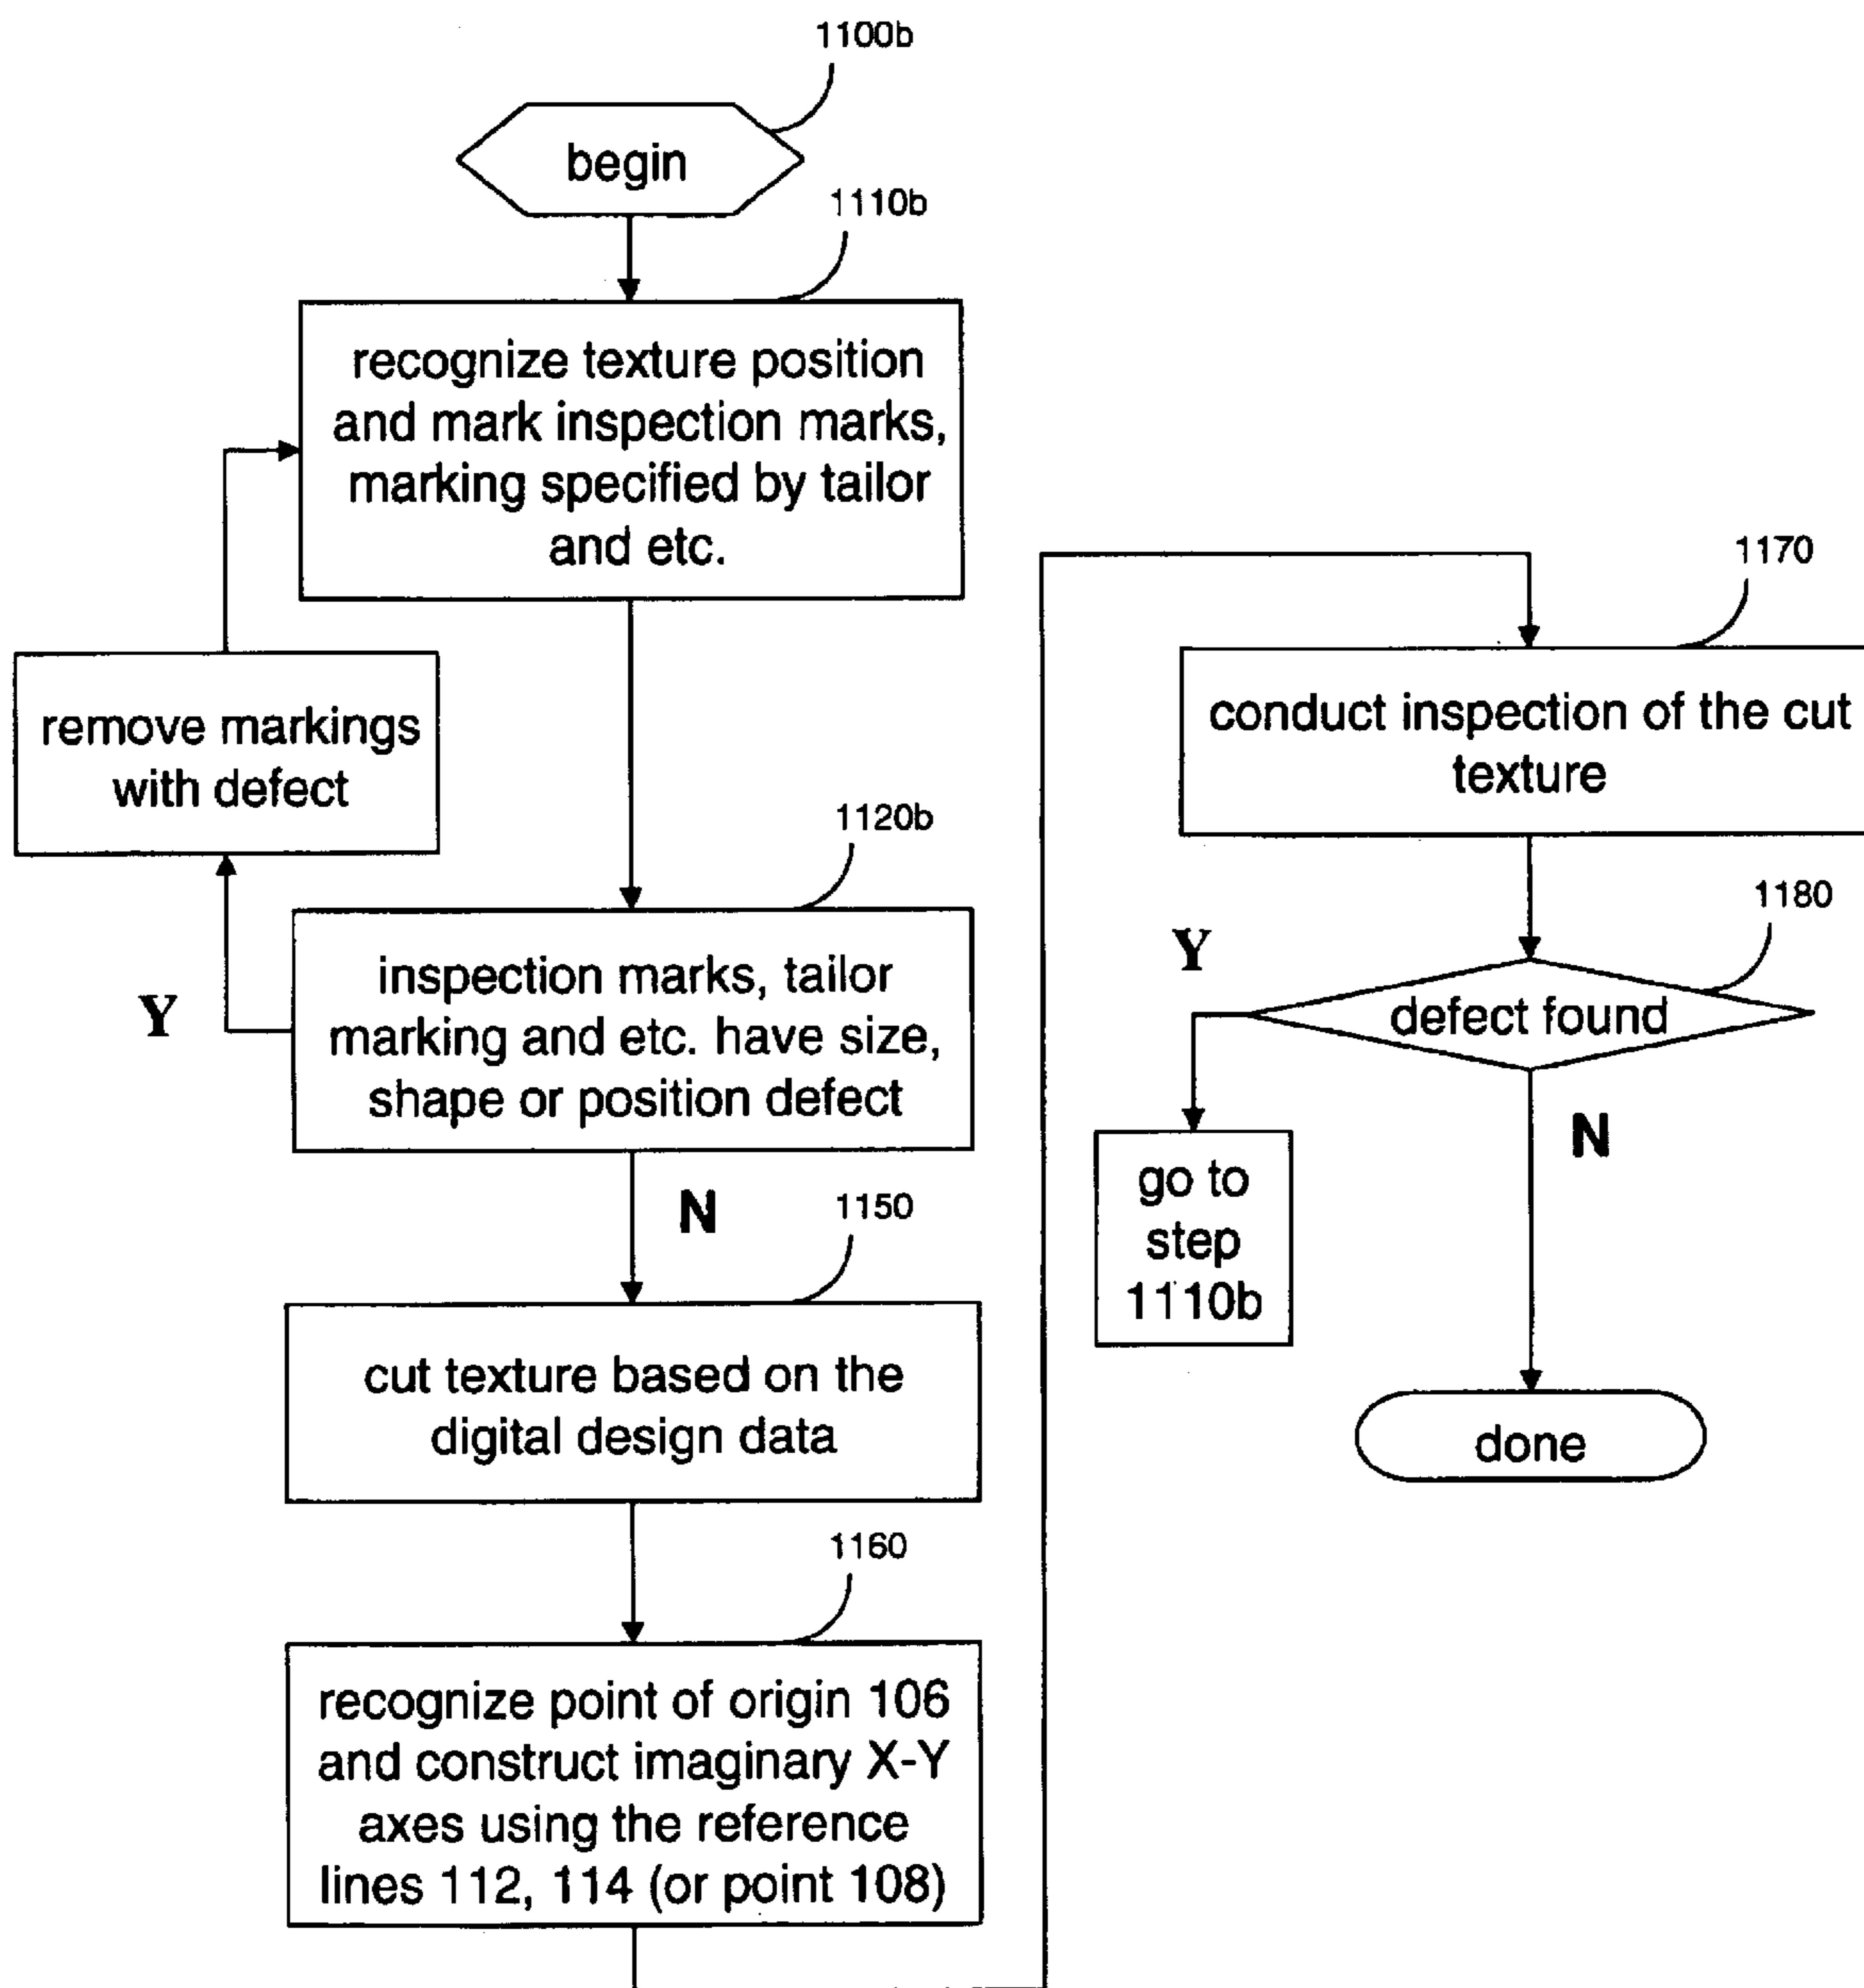 1100b
begin
1110b
recognize texture position
and mark inspection marks,
marking specified by tailor
and etc.
remove markings
with defect
1120b
inspection marks, tailor
marking and etc. have size,
shape or position defect
Y
N
1150
cut texture based on the
digital design data
1160
recognize point of origin 106
and construct imaginary X-Y
axes using the reference
lines 112, 114 (or point 108)
1170
conduct inspection of the cut
texture
1180
defect found
Y
go to
step
1110b
N
done